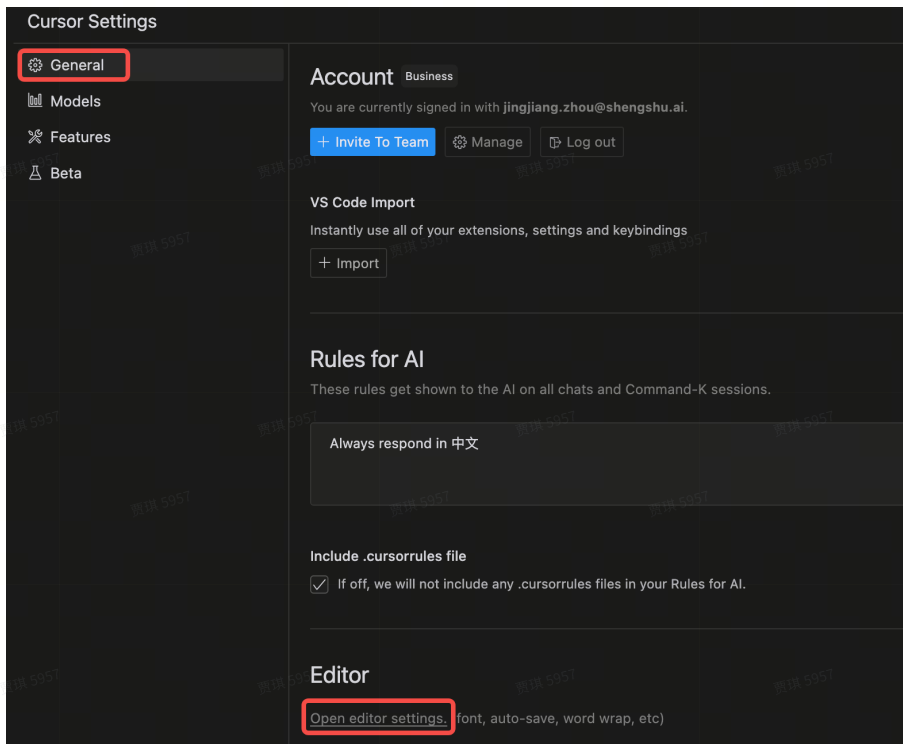 Cursor Settings
General
Models
Features
Beta
Account Business
You are currently signed in with jingjiang.zhou@shengshu.ai.
+ Invite To Team
Manage
Log out
VS Code Import
Instantly use all of your extensions, settings and keybindings
+ Import
Rules for AI
These rules get shown to the AI on all chats and Command-K sessions.
Always respond in 中文
Include .cursorrules file
If off, we will not include any .cursorrules files in your Rules for AI.
Editor
Open editor settings. font, auto-save, word wrap, etc)
贾琪 5957